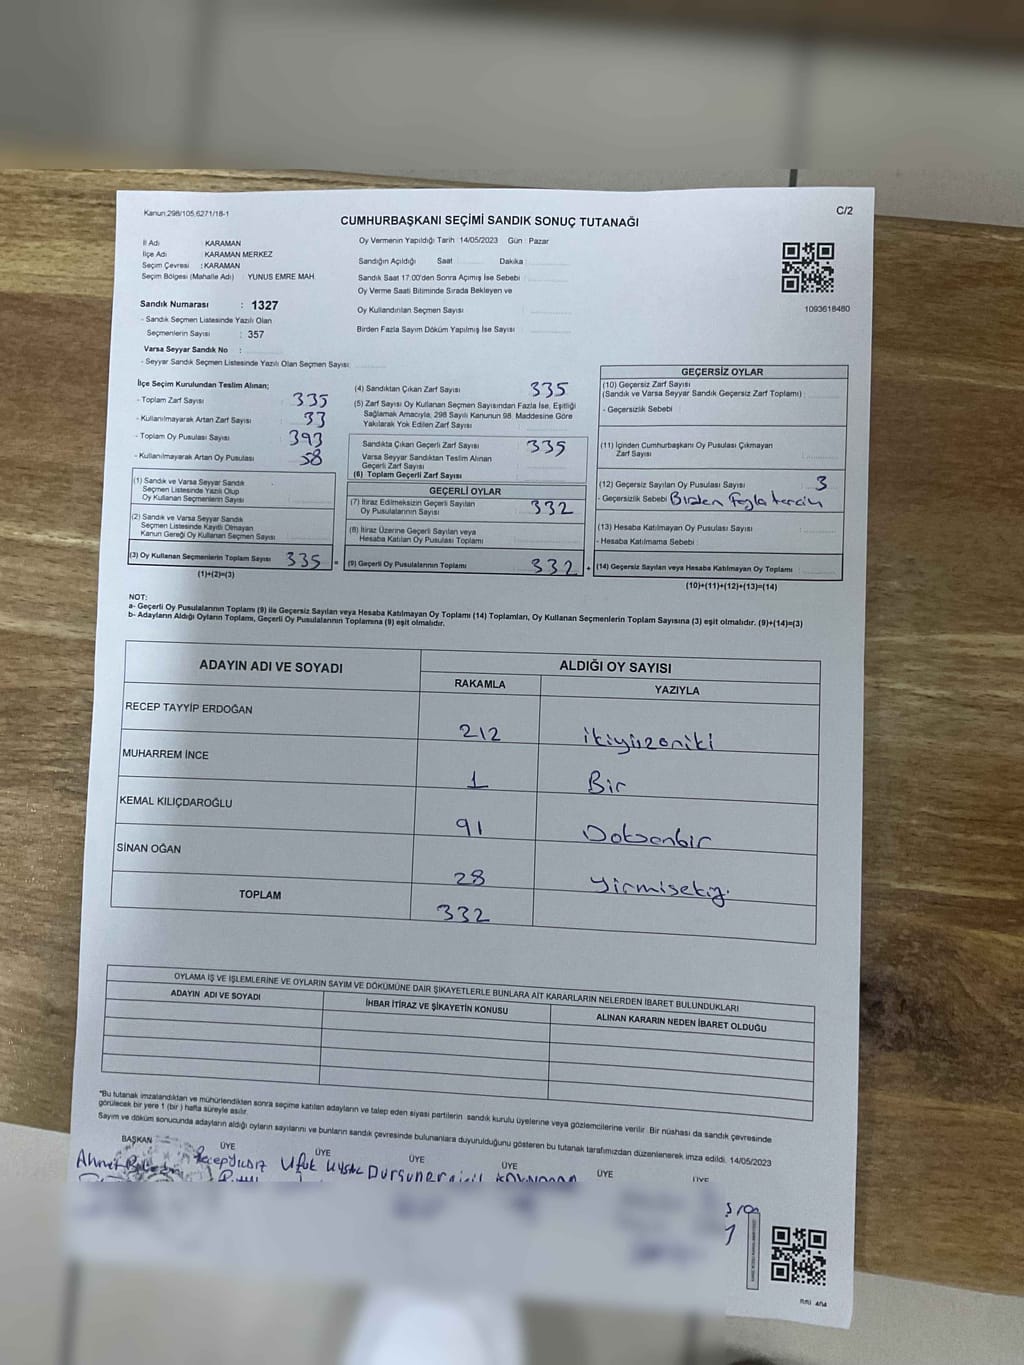 Kanun:298/105,6271/18-1
C/2
CUMHURBAŞKANI SEÇİMİ SANDIK SONUÇ TUTANAĞI
İl Adı KARAMAN
İlçe Adı : KARAMAN MERKEZ
Seçim Çevresi : KARAMAN
Seçim Bölgesi (Mahalle Adı) : YUNUS EMRE MAH.
Sandık Numarası : 1327
- Sandık Seçmen Listesinde Yazılı Olan
Seçmenlerin Sayısı : 357
Varsa Seyyar Sandık No :
- Seyyar Sandık Seçmen Listesinde Yazılı Olan Seçmen Sayısı
Oy Vermenin Yapıldığı Tarih :14/05/2023 Gün : Pazar
Sandığın Açıldığı Saat Dakika
Sandık Saat 17:00'den Sonra Açımış İse Sebebi
Oy Verme Saati Bitiminde Sırada Bekleyen ve
Oy Kullandırılan Seçmen Sayısı
Birden Fazla Sayım Döküm Yapılmış İse Sayısı
1093618480
İlçe Seçim Kurulundan Teslim Alınan;
- Toplam Zarf Sayısı 335
- Kullanılmayarak Artan Zarf Sayısı 33
- Toplam Oy Pusulası Sayısı 393
- Kullanılmayarak Artan Oy Pusulası 58
(1) Sandık ve Varsa Seyyar Sandık
Seçmen Listesinde Yazılı Olup
Oy Kullanan Seçmenlerin Sayısı
(2) Sandık ve Varsa Seyyar Sandık
Seçmen Listesinde Kayıtlı Olmayan
Kanun Gereği Oy Kullanan Seçmen Sayısı
(3) Oy Kullanan Seçmenlerin Toplam Sayısı 335 =
(1)+(2)=(3)
(4) Sandıktan Çıkan Zarf Sayısı 335
(5) Zarf Sayısı Oy Kullanan Seçmen Sayısından Fazla İse, Eşitliği
Sağlamak Amacıyla, 298 Sayılı Kanunun 98. Maddesine Göre
Yakılarak Yok Edilen Zarf Sayısı
Sandıkta Çıkan Geçerli Zarf Sayısı 335
Varsa Seyyar Sandıktan Teslim Alınan
Geçerli Zarf Sayısı
(6) Toplam Geçerli Zarf Sayısı
GEÇERLİ OYLAR
(7) İtiraz Edilmeksizin Geçerli Sayılan
Oy Pusulalarının Sayısı 332
(8) İtiraz Üzerine Geçerli Sayılan veya
Hesaba Katılan Oy Pusulası Toplamı
(9) Geçerli Oy Pusulalarının Toplamı 332 +
GEÇERSİZ OYLAR
(10) Geçersiz Zarf Sayısı
(Sandık ve Varsa Seyyar Sandık Geçersiz Zarf Toplamı)
- Geçersizlik Sebebi
(11) İçinden Cumhurbaşkanı Oy Pusulası Çıkmayan
Zarf Sayısı
(12) Geçersiz Sayılan Oy Pusulası Sayısı 3
- Geçersizlik Sebebi Birden Fazla tercih
(13) Hesaba Katılmayan Oy Pusulası Sayısı
- Hesaba Katılmama Sebebi
(14) Geçersiz Sayılan veya Hesaba Katılmayan Oy Toplamı
(10)+(11)+(12)+(13)=(14)
NOT:
a- Geçerli Oy Pusulalarının Toplamı (9) ile Geçersiz Sayılan veya Hesaba Katılmayan Oy Toplamı (14) Toplamları, Oy Kullanan Seçmenlerin Toplam Sayısına (3) eşit olmalıdır. (9)+(14)=(3)
b- Adayların Aldığı Oyların Toplamı, Geçerli Oy Pusulalarının Toplamına (9) eşit olmalıdır.
ADAYIN ADI VE SOYADI ALDIĞI OY SAYISI
RAKAMLA YAZIYLA
RECEP TAYYİP ERDOĞAN 212 ikiyüzoniki
MUHARREM İNCE 1 Bir
KEMAL KILIÇDAROĞLU 91 Doksanbir
SİNAN OĞAN 28 Yirmisekiz
TOPLAM 332
OYLAMA İŞ VE İŞLEMLERİNE VE OYLARIN SAYIM VE DÖKÜMÜNE DAİR ŞİKAYETLERLE BUNLARA AİT KARARLARIN NELERDEN İBARET BULUNDUKLARI
ADAYIN ADI VE SOYADI İHBAR İTİRAZ VE ŞİKAYETİN KONUSU ALINAN KARARIN NEDEN İBARET OLDUĞU
*Bu tutanak imzalandıktan ve mühürlendikten sonra seçime katılan adayların ve talep eden siyasi partilerin sandık kurulu üyelerine veya gözlemcilerine verilir. Bir nüshası da sandık çevresinde
görülecek bir yere 1 (bir) hafta süreyle asılır.
Sayım ve döküm sonucunda adayların aldığı oyların sayılarını ve bunların sandık çevresinde bulunanlara duyurulduğunu gösteren bu tutanak tarafımızdan düzenlenerek imza edildi. 14/05/2023
BAŞKAN ÜYE ÜYE ÜYE ÜYE ÜYE ÜYE
Ahmet Recep Yıldız Ufuk Uysal